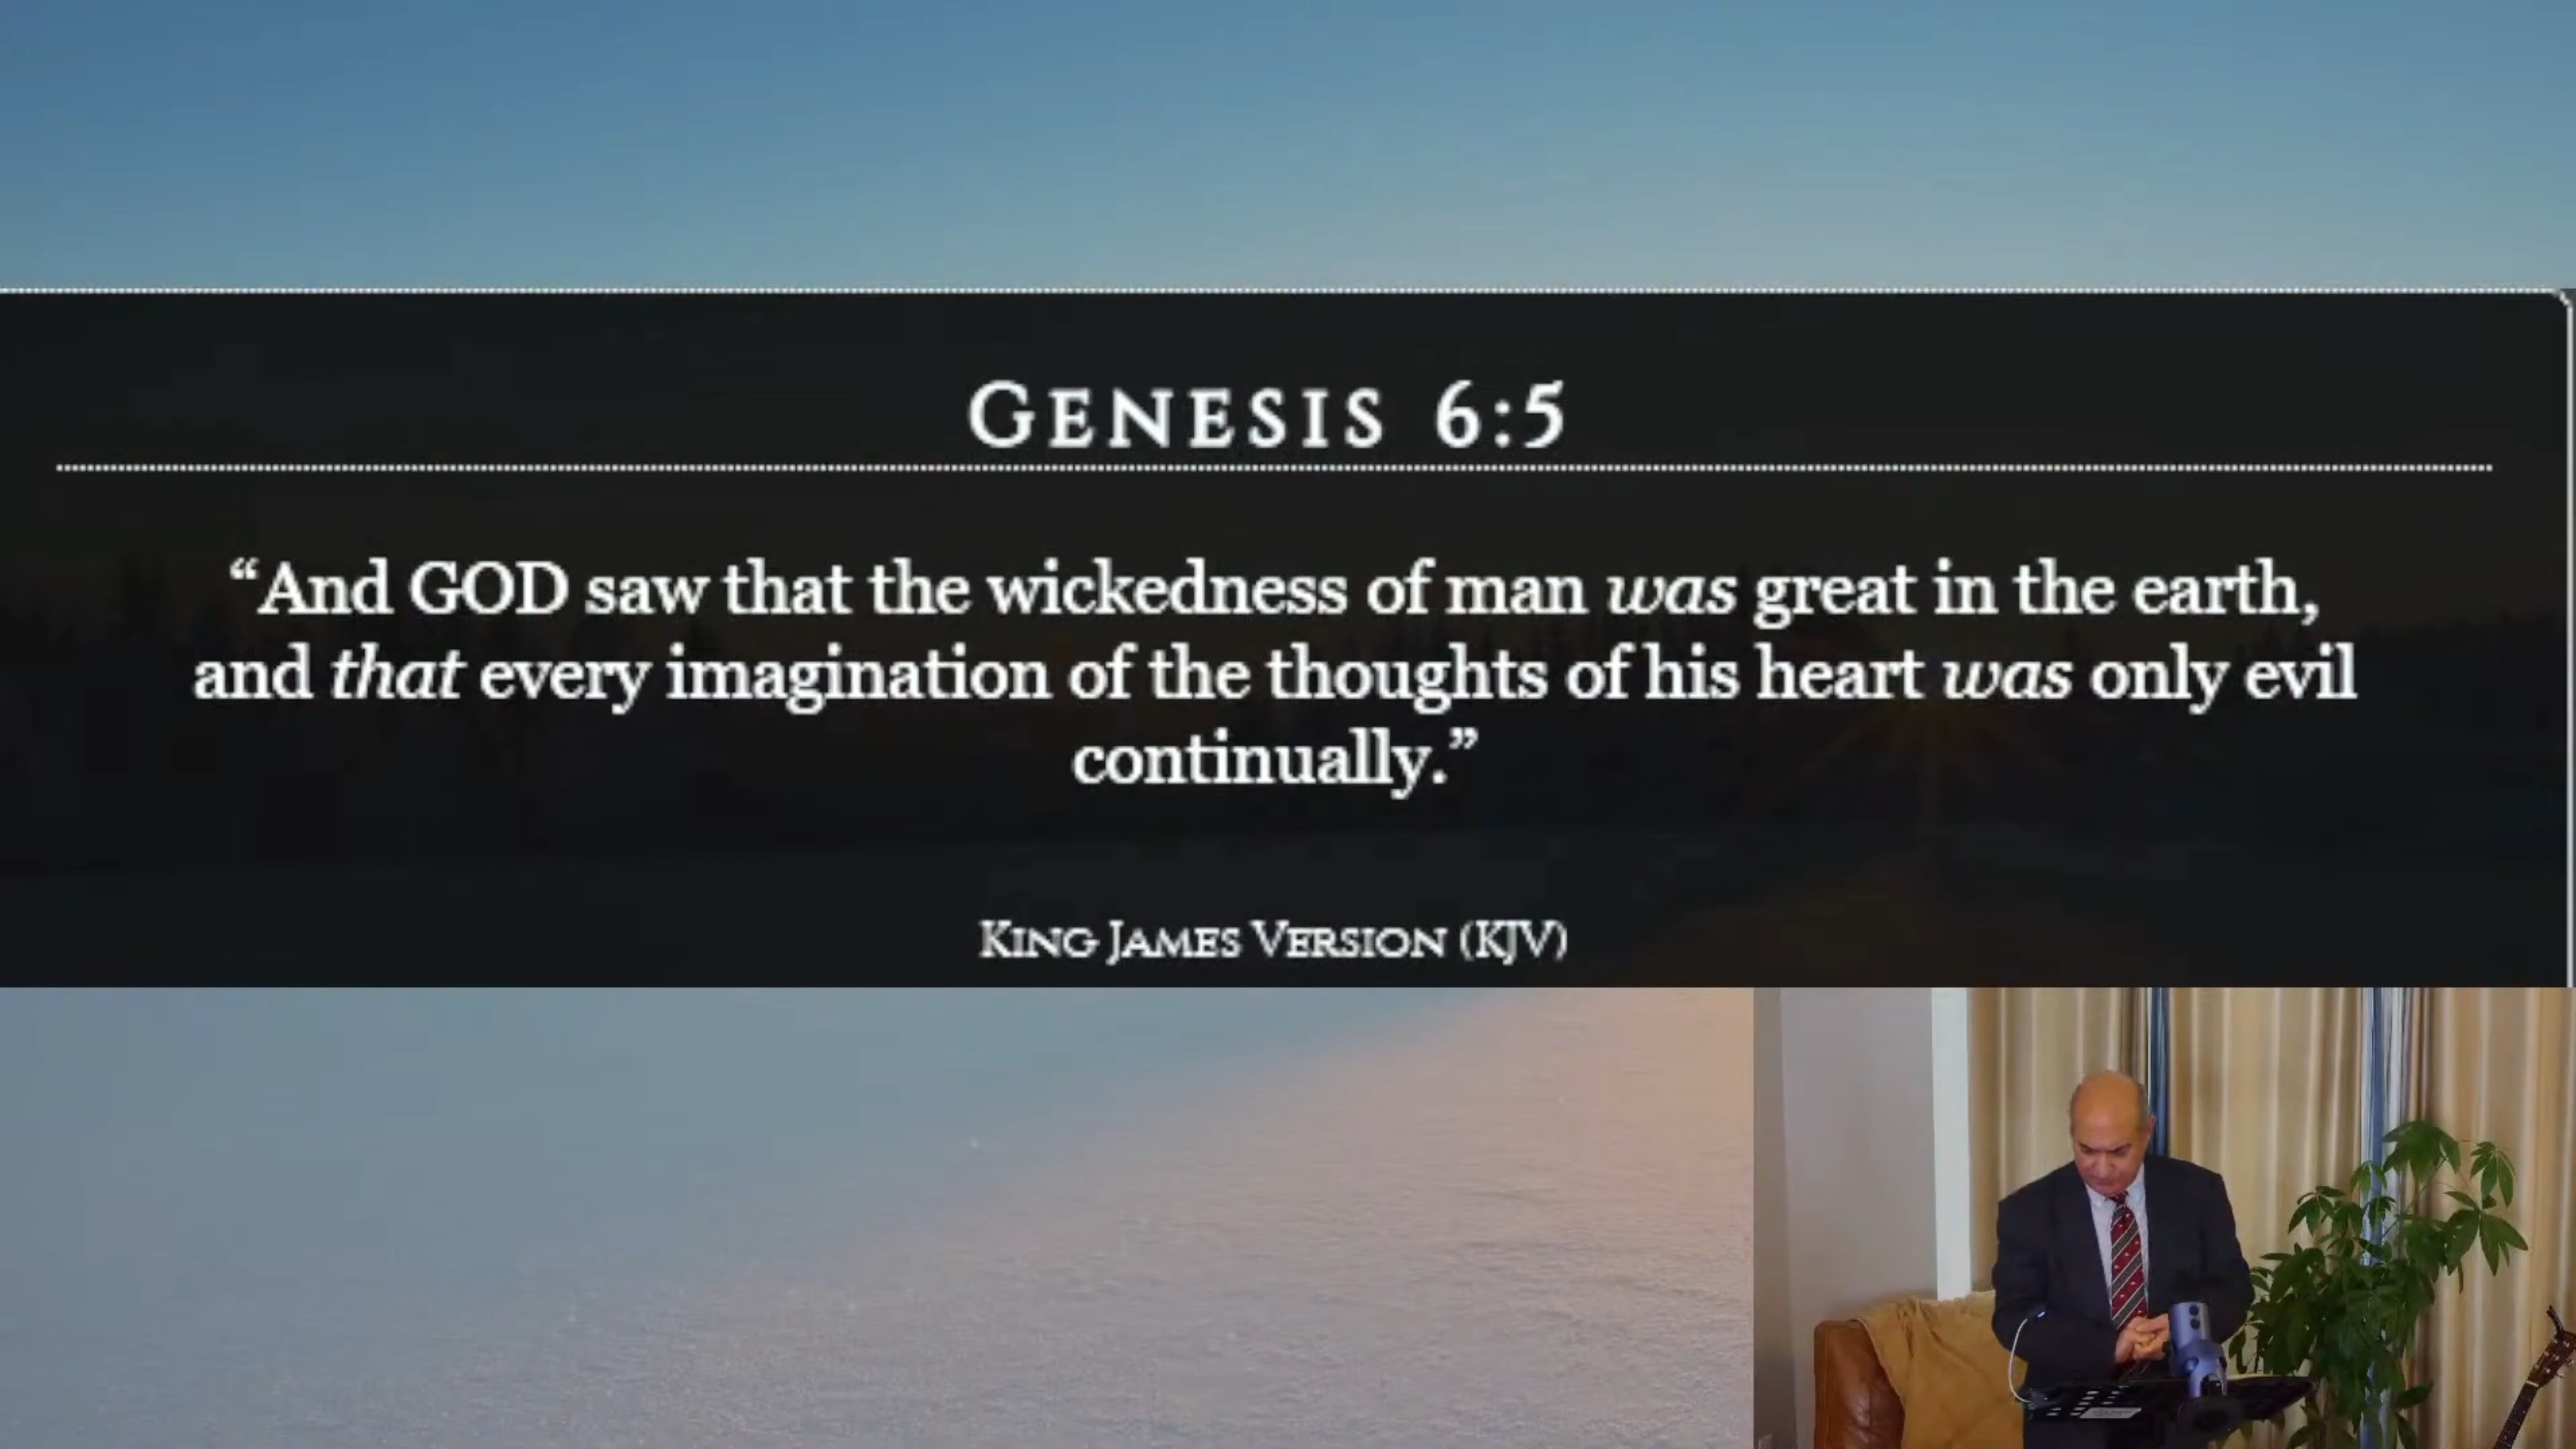 GENESIS 6:5
“And GOD saw that the wickedness of man was great in the earth,
and that every imagination of the thoughts of his heart was only evil
continually.”
KING JAMES VERSION (KJV)